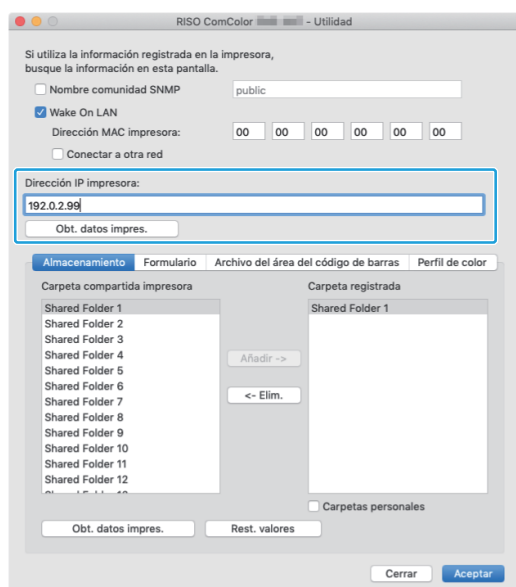 RISO ComColor - Utilidad
Si utiliza la información registrada en la impresora,
busque la información en esta pantalla.
Nombre comunidad SNMP public
Wake On LAN
Dirección MAC impresora: 00 00 00 00 00 00
Conectar a otra red
Dirección IP impresora:
192.0.2.99
Obt. datos impres.
Almacenamiento Formulario Archivo del área del código de barras Perfil de color
Carpeta compartida impresora Carpeta registrada
Shared Folder 1 Shared Folder 1
Shared Folder 2
Shared Folder 3
Shared Folder 4
Shared Folder 5
Shared Folder 6
Shared Folder 7
Shared Folder 8
Shared Folder 9
Shared Folder 10
Shared Folder 11
Shared Folder 12
Añadir ->
<- Elim.
Carpetas personales
Obt. datos impres. Rest. valores
Cerrar Aceptar